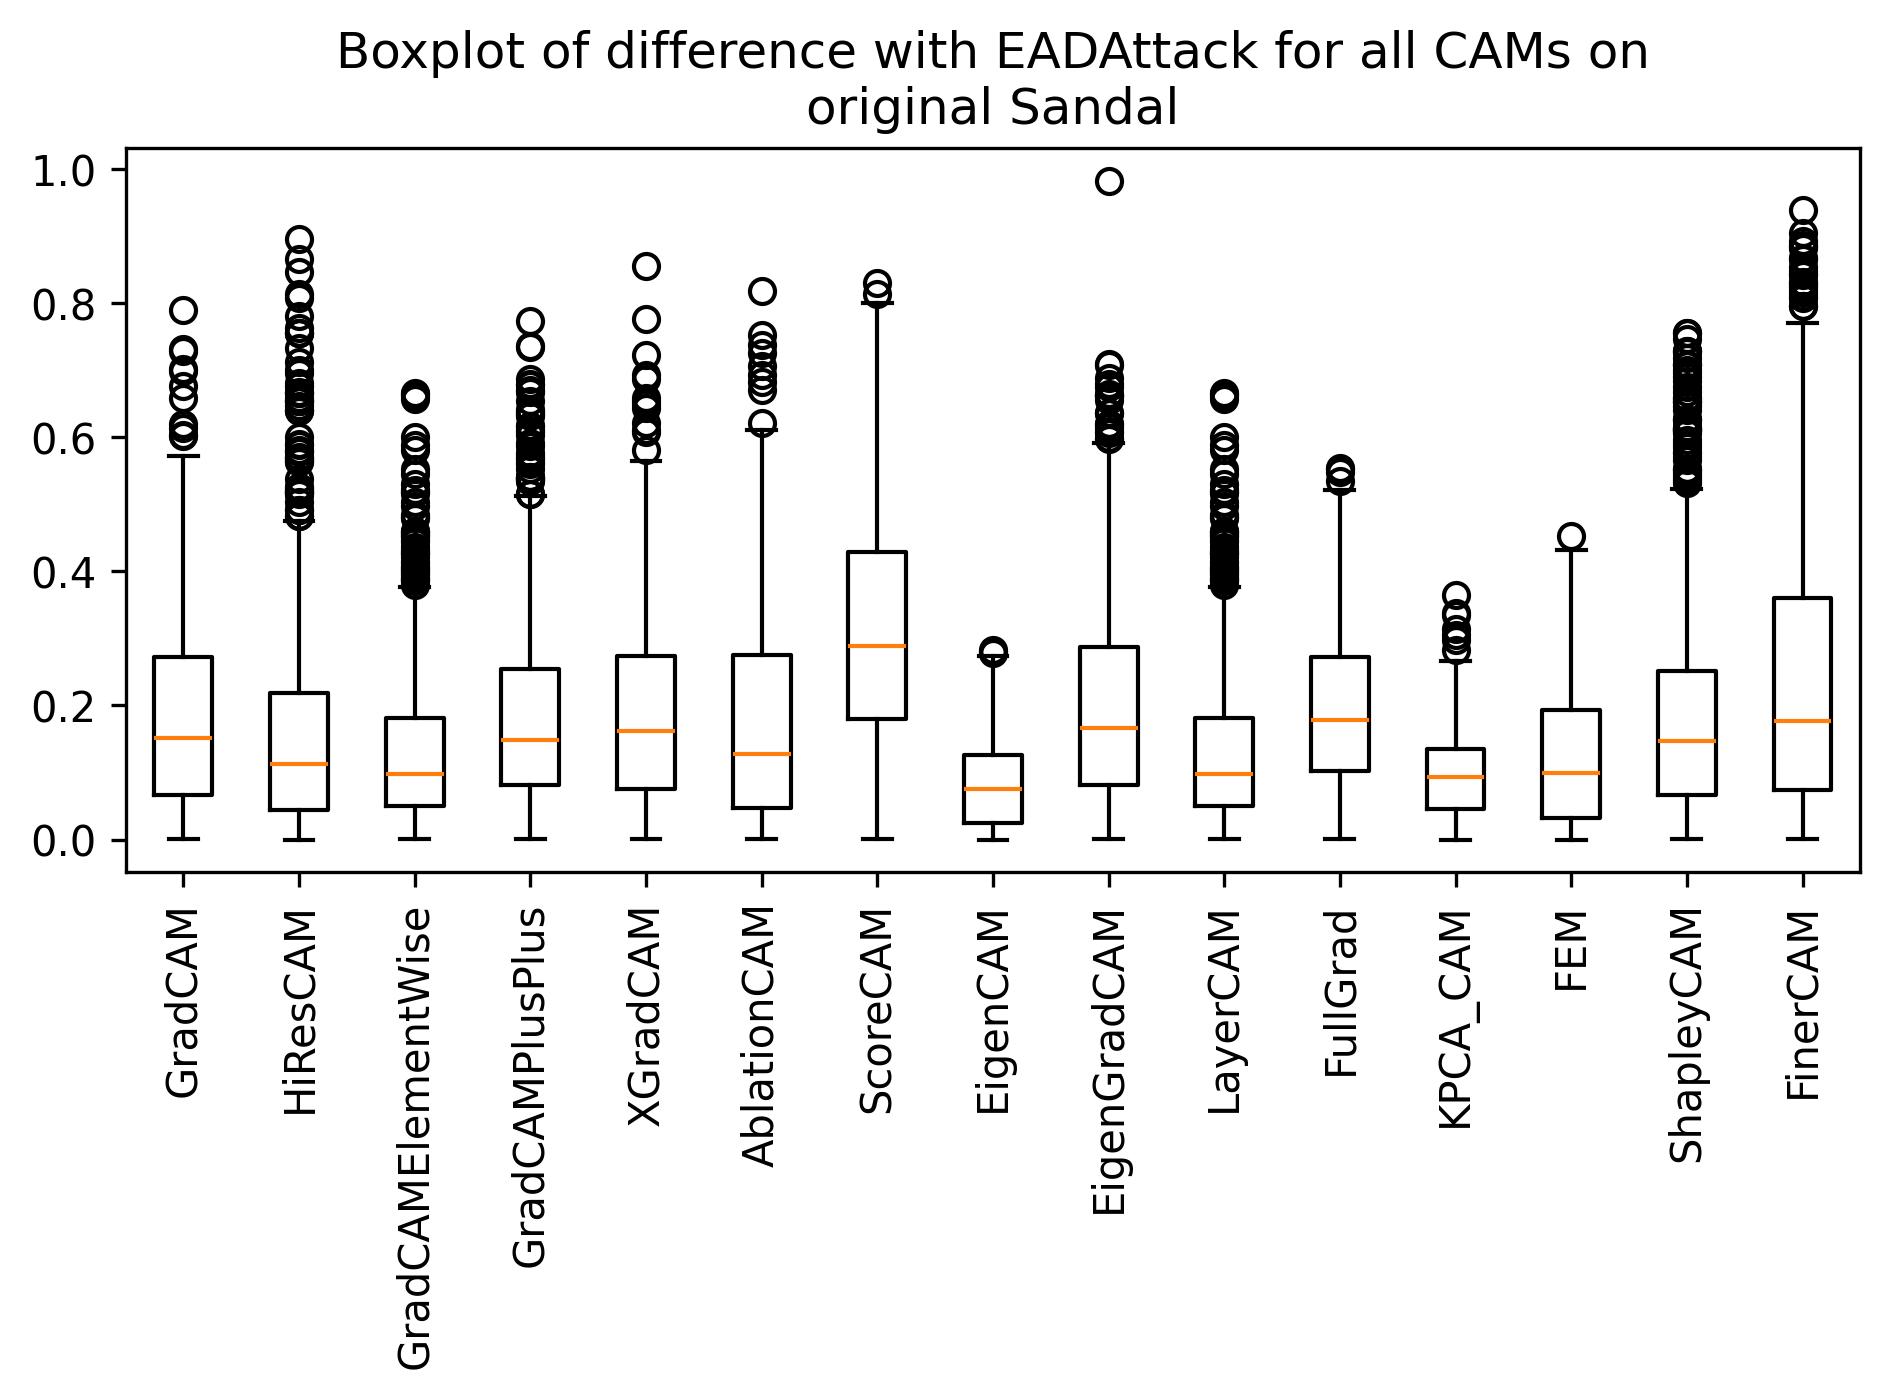 Boxplot of difference with EADAttack for all CAMs on
original Sandal
1.0
0.8
0.6
0.4
0.2
0.0
GradCAM
HiResCAM
GradCAMElementWise
GradCAMPlusPlus
XGradCAM
AblationCAM
ScoreCAM
EigenCAM
EigenGradCAM
LayerCAM
FullGrad
KPCA_CAM
FEM
ShapleyCAM
FinerCAM